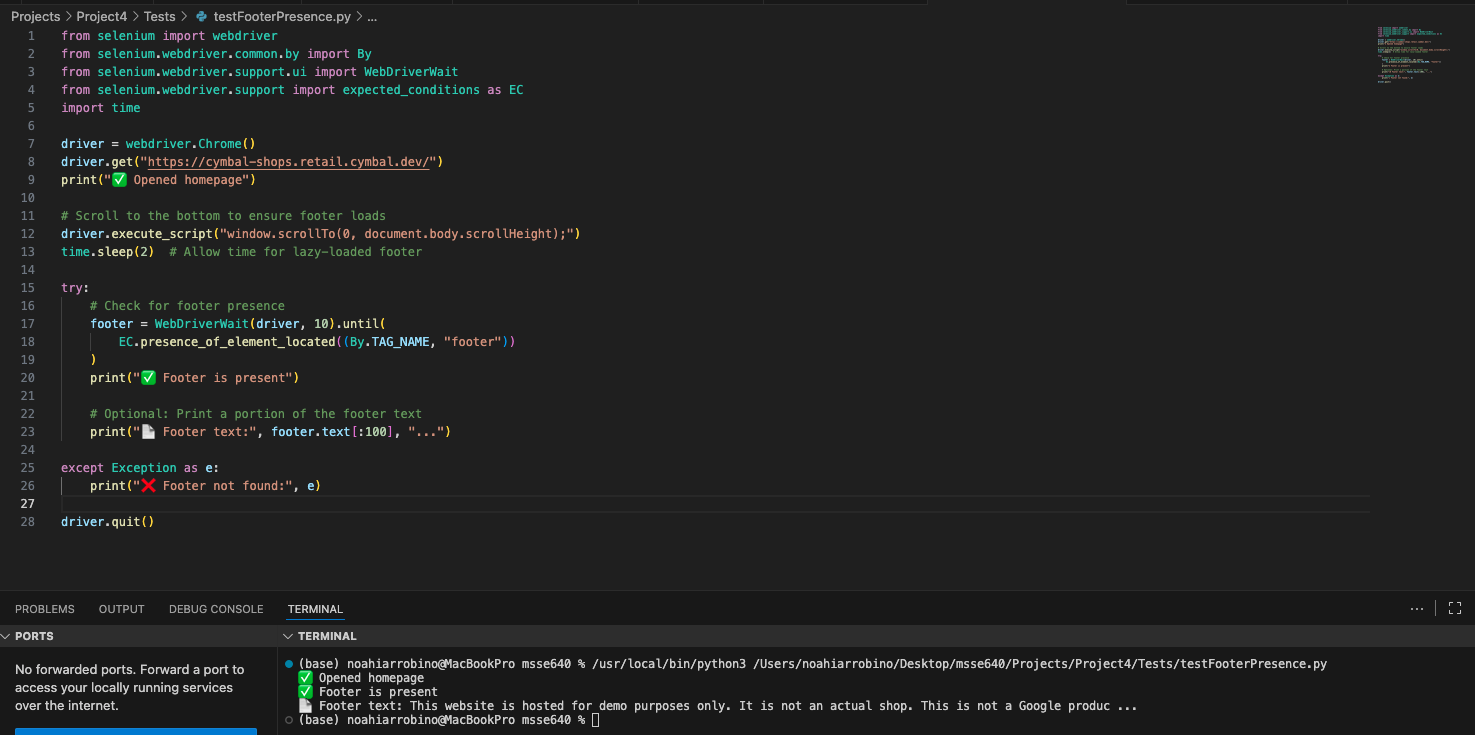 Projects > Project4 > Tests > testFooterPresence.py > ...
1 from selenium import webdriver
2 from selenium.webdriver.common.by import By
3 from selenium.webdriver.support.ui import WebDriverWait
4 from selenium.webdriver.support import expected_conditions as EC
5 import time
6
7 driver = webdriver.Chrome()
8 driver.get("https://cymbal-shops.retail.cymbal.dev/")
9 print("✅ Opened homepage")
10
11 # Scroll to the bottom to ensure footer loads
12 driver.execute_script("window.scrollTo(0, document.body.scrollHeight);")
13 time.sleep(2)  # Allow time for lazy-loaded footer
14
15 try:
16     # Check for footer presence
17     footer = WebDriverWait(driver, 10).until(
18         EC.presence_of_element_located((By.TAG_NAME, "footer"))
19     )
20     print("✅ Footer is present")
21
22     # Optional: Print a portion of the footer text
23     print("📄 Footer text:", footer.text[:100], "...")
24
25 except Exception as e:
26     print("❌ Footer not found:", e)
27
28 driver.quit()
PROBLEMS OUTPUT DEBUG CONSOLE TERMINAL ...
PORTS
No forwarded ports. Forward a port to
access your locally running services
over the internet.
TERMINAL
(base) noahiarrobino@MacBookPro msse640 % /usr/local/bin/python3 /Users/noahiarrobino/Desktop/msse640/Projects/Project4/Tests/testFooterPresence.py
✅ Opened homepage
✅ Footer is present
📄 Footer text: This website is hosted for demo purposes only. It is not an actual shop. This is not a Google produc ...
(base) noahiarrobino@MacBookPro msse640 %